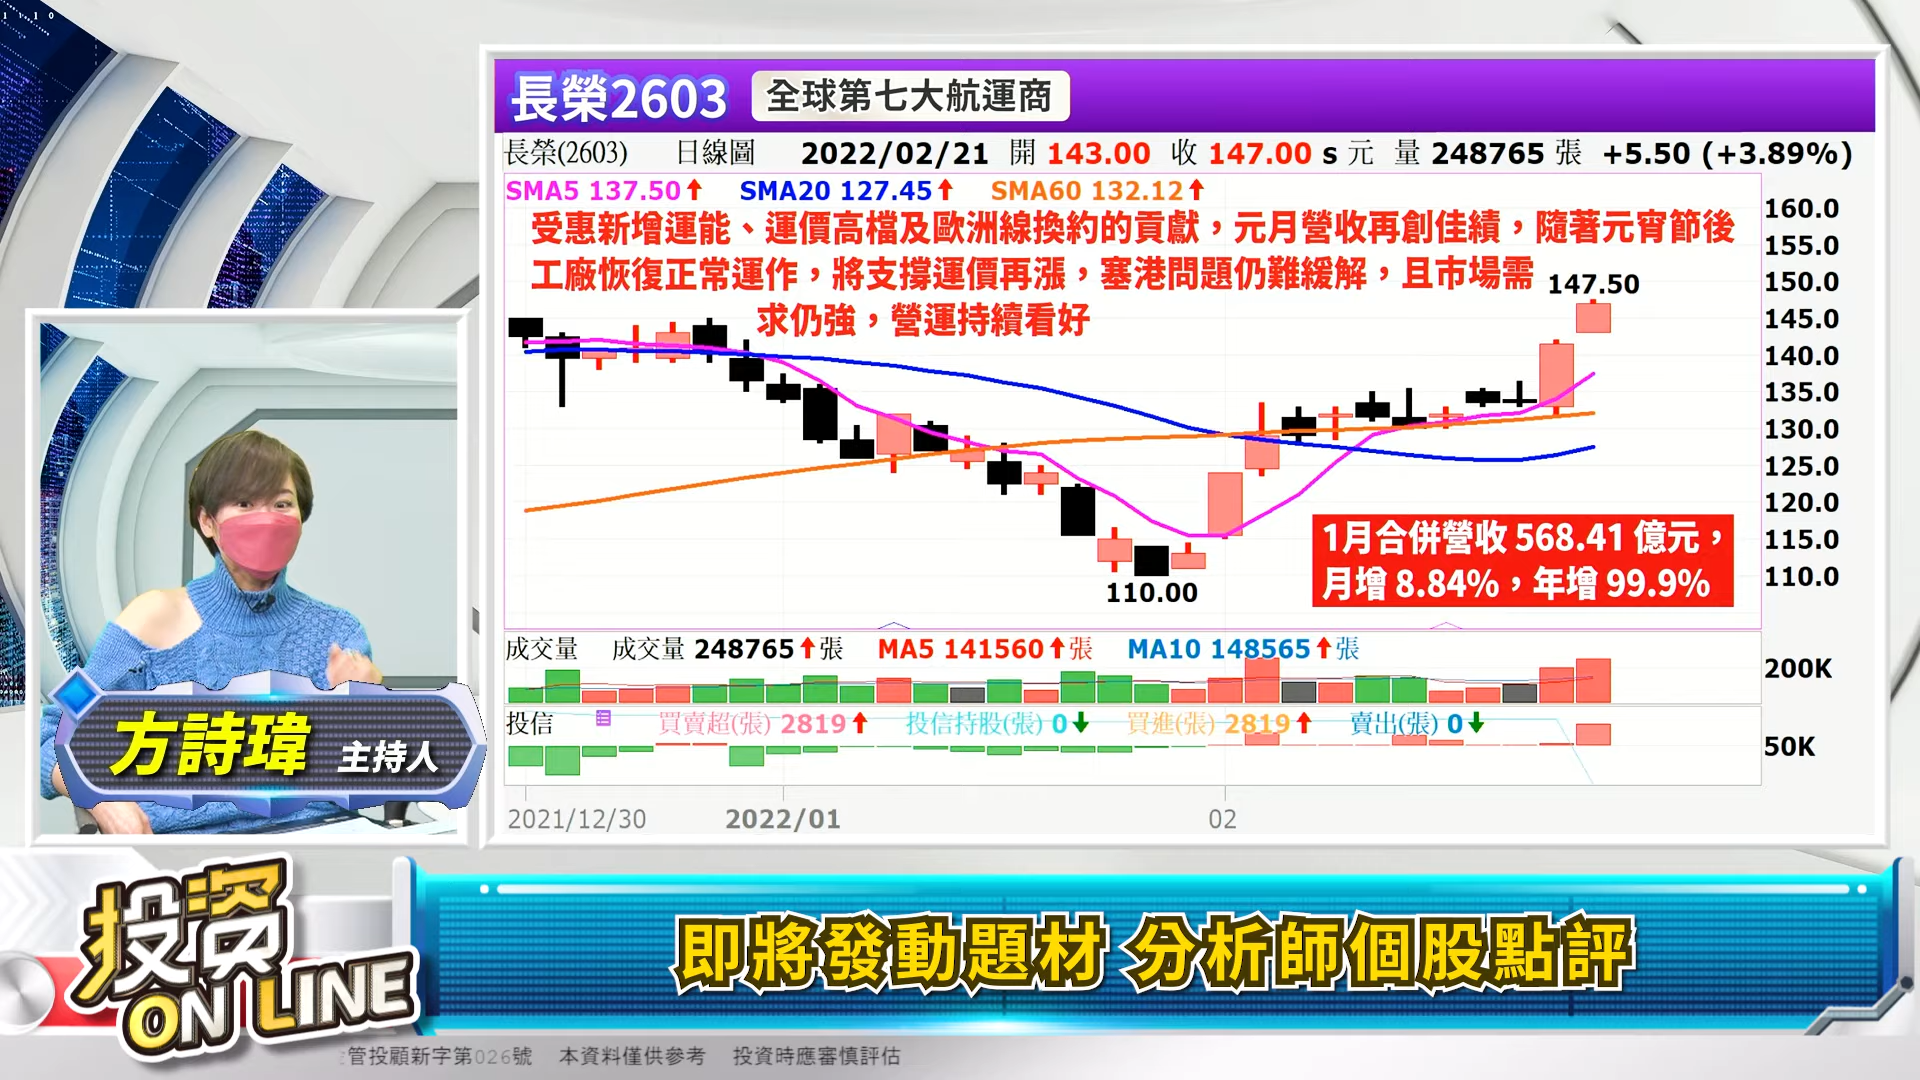 長榮2603 全球第七大航運商
長榮(2603) 日線圖 2022/02/21 開 143.00 收 147.00 s 元 量 248765 張 +5.50 (+3.89%)
SMA5 137.50↑ SMA20 127.45↑ SMA60 132.12↑
受惠新增運能、運價高檔及歐洲線換約的貢獻，元月營收再創佳績，隨著元宵節後
工廠恢復正常運作，將支撐運價再漲，塞港問題仍難緩解，且市場需
求仍強，營運持續看好
147.50
160.0
155.0
150.0
145.0
140.0
135.0
130.0
125.0
120.0
115.0
110.0
110.00
1月合併營收 568.41 億元，
月增 8.84%，年增 99.9%
成交量 成交量 248765↑張 MA5 141560↑張 MA10 148565↑張
200K
投信 買賣超(張) 2819↑ 投信持股(張) 0↓ 買進(張) 2819↑ 賣出(張) 0↓
50K
2021/12/30 2022/01 02
方詩瑋 主持人
投資
ON LINE
即將發動題材 分析師個股點評
管投顧新字第026號 本資料僅供參考 投資時應審慎評估